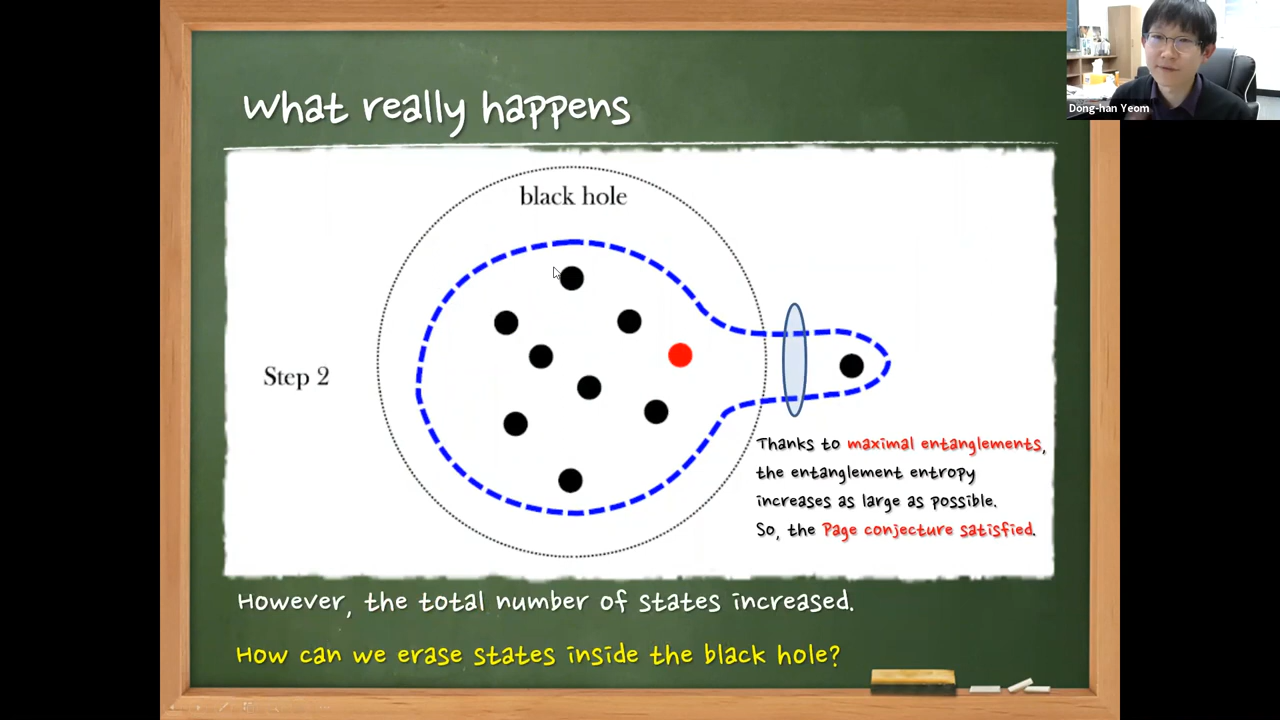 Dong-han Yeom
What really happens
black hole
Step 2
Thanks to maximal entanglements,
the entanglement entropy
increases as large as possible.
So, the Page conjecture satisfied.
However, the total number of states increased.
How can we erase states inside the black hole?